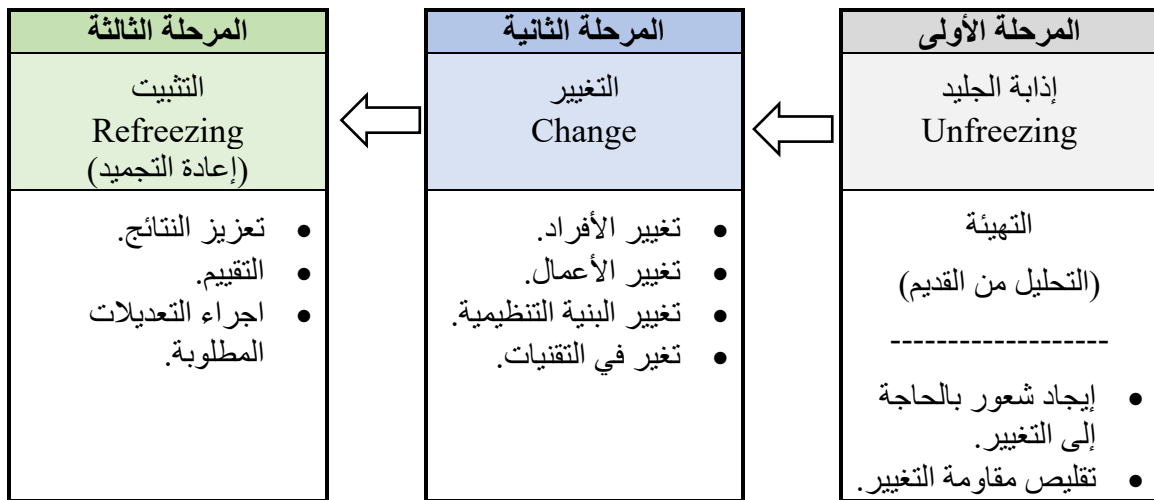 المرحلة الأولى
إذابة الجليد
Unfreezing
التهيئة
(التحليل من القديم)
-------------------
• إيجاد شعور بالحاجة
إلى التغيير.
• تقليص مقاومة التغيير.
المرحلة الثانية
التغيير
Change
• تغيير الأفراد.
• تغيير الأعمال.
• تغيير البنية التنظيمية.
• تغير في التقنيات.
المرحلة الثالثة
التثبيت
Refreezing
(إعادة التجميد)
• تعزيز النتائج.
• التقييم.
• اجراء التعديلات
المطلوبة.